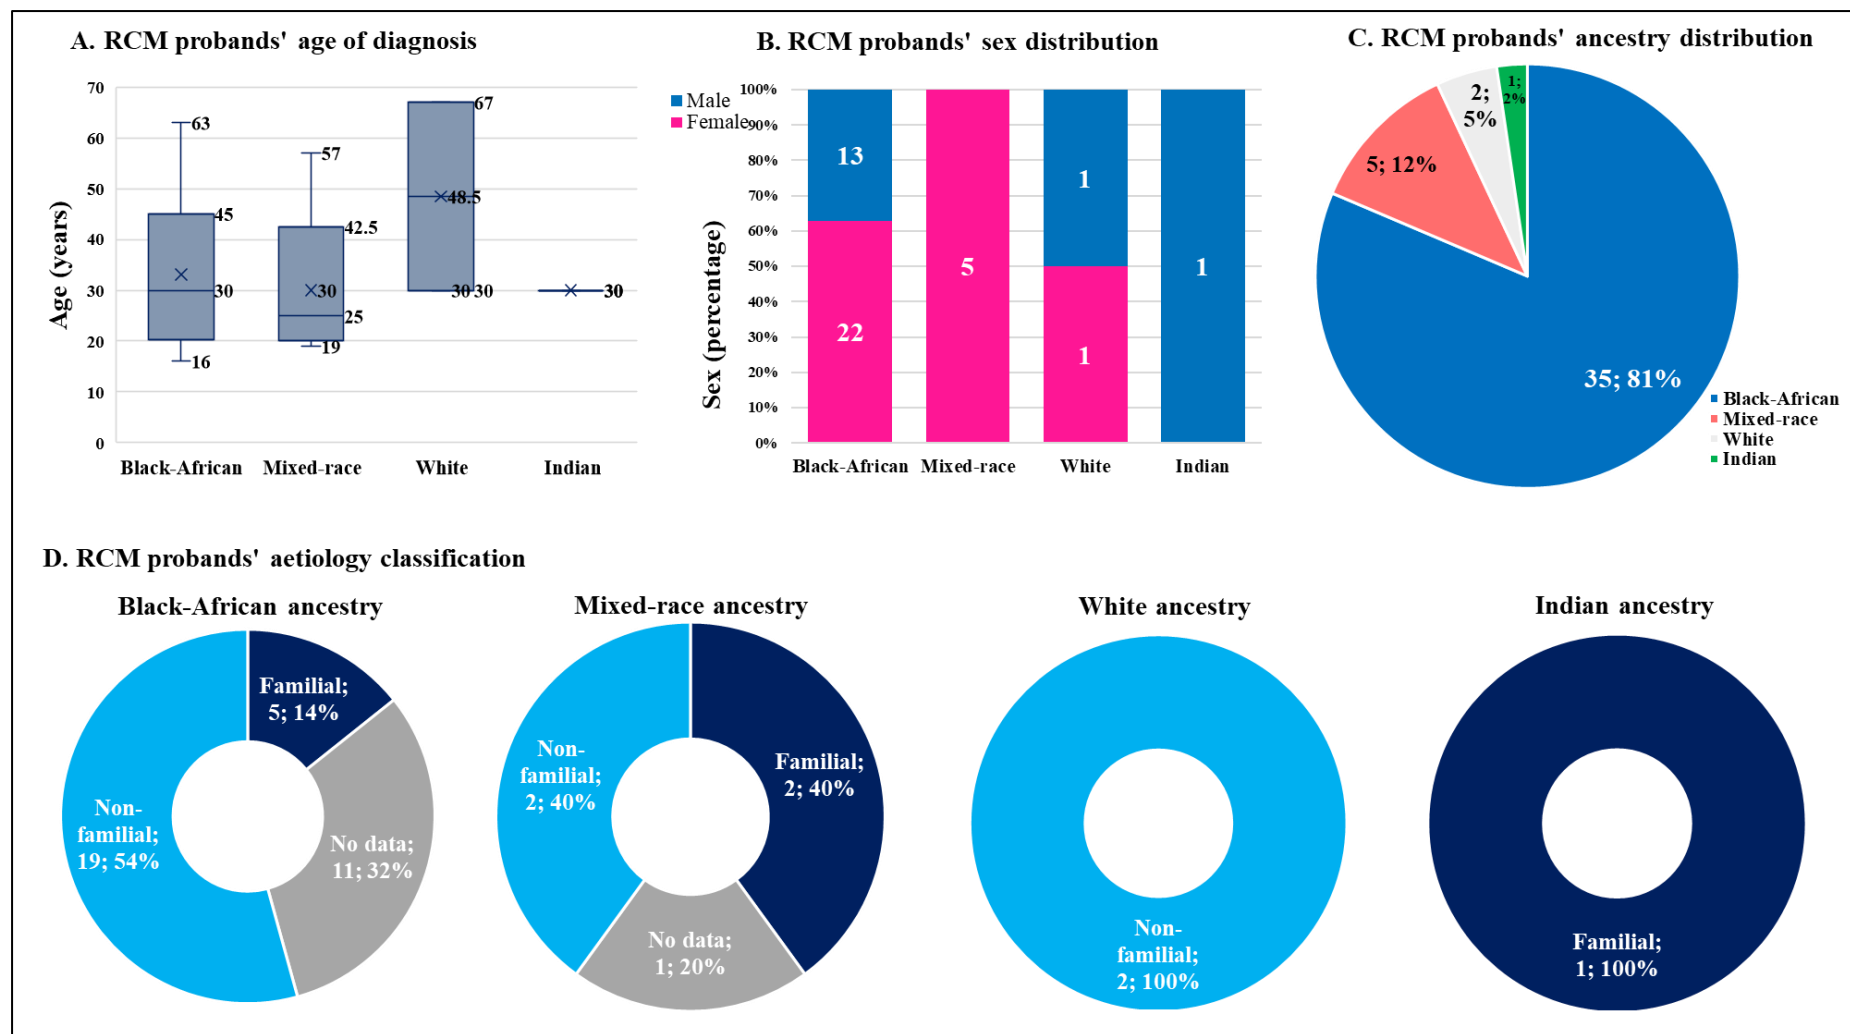 A. RCM probands' age of diagnosis
Age (years)
70
60
50
40
30
20
10
0
63
45
30
16
57
42.5
30
25
19
67
48.5
30 30
30
Black-African
Mixed-race
White
Indian
B. RCM probands' sex distribution
Male
Female
Sex (percentage)
100%
90%
80%
70%
60%
50%
40%
30%
20%
10%
0%
13
22
5
1
1
1
Black-African
Mixed-race
White
Indian
C. RCM probands' ancestry distribution
1;
2%
2;
5%
5; 12%
35; 81%
Black-African
Mixed-race
White
Indian
D. RCM probands' aetiology classification
Black-African ancestry
Familial;
5; 14%
Non-
familial;
19; 54%
No data;
11; 32%
Mixed-race ancestry
Non-
familial;
2; 40%
Familial;
2; 40%
No data;
1; 20%
White ancestry
Non-
familial;
2; 100%
Indian ancestry
Familial;
1; 100%